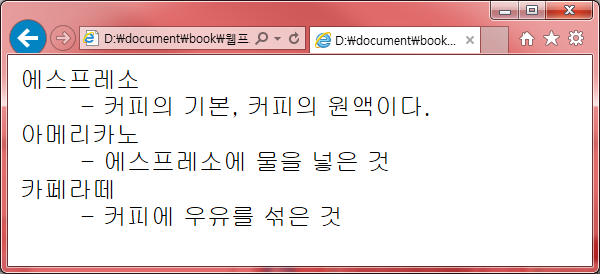 D:₩document₩book₩웹프
D:₩document₩book...
에스프레소
- 커피의 기본, 커피의 원액이다.
아메리카노
- 에스프레소에 물을 넣은 것
카페라떼
- 커피에 우유를 섞은 것